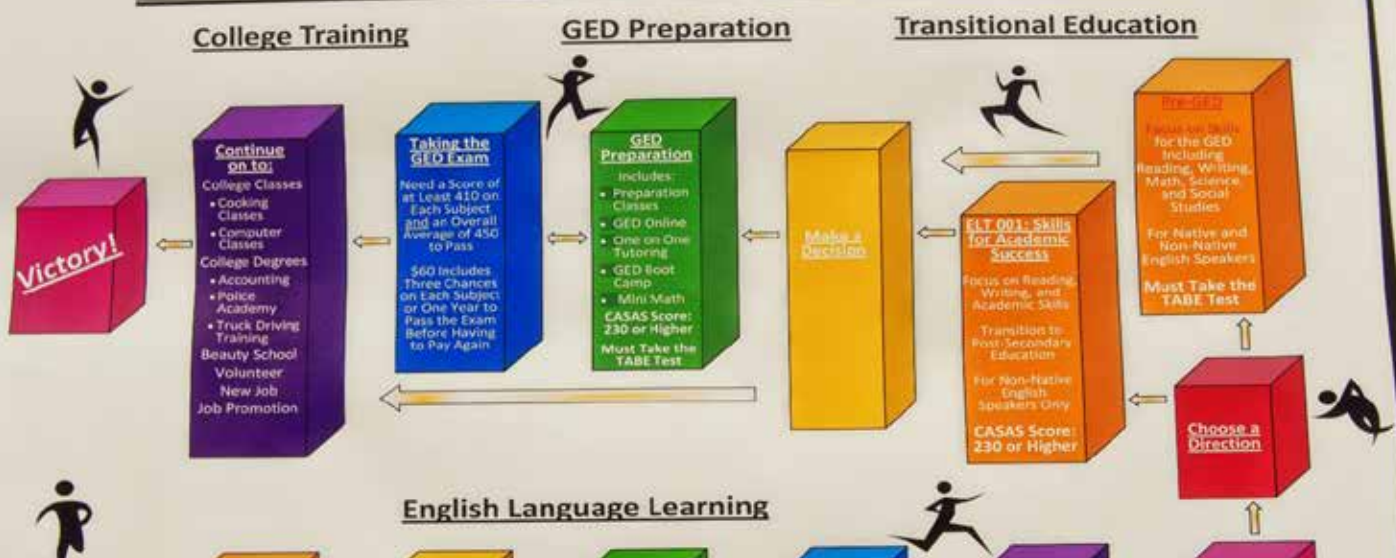 College Training
GED Preparation
Transitional Education
Victory!
Continue
on to:
College Classes
• Cooking
Classes
• Computer
Classes
College Degrees
• Accounting
• Police
Academy
• Truck Driving
Training
Beauty School
Volunteer
New Job
Job Promotion
Taking the
GED Exam
Need a Score of
at Least 410 on
Each Subject
and an Overall
Average of 450
to Pass
$60 Includes
Three Chances
on Each Subject
or One Year to
Pass the Exam
Before Having
to Pay Again
GED
Preparation
Includes:
• Preparation
Classes
• GED Online
• One on One
Tutoring
• GED Boot
Camp
• Mini Math
CASAS Score:
230 or Higher
Must Take the
TABE Test
Make a
Decision
ELT 001: Skills
for Academic
Success
Focus on Reading,
Writing, and
Academic Skills
Transition to
Post-Secondary
Education
For Non-Native
English
Speakers Only
CASAS Score:
230 or Higher
Pre-GED
Focus on Skills
for the GED
Including
Reading, Writing,
Math, Science,
and Social
Studies
For Native and
Non-Native
English Speakers
Must Take the
TABE Test
Choose a
Direction
English Language Learning